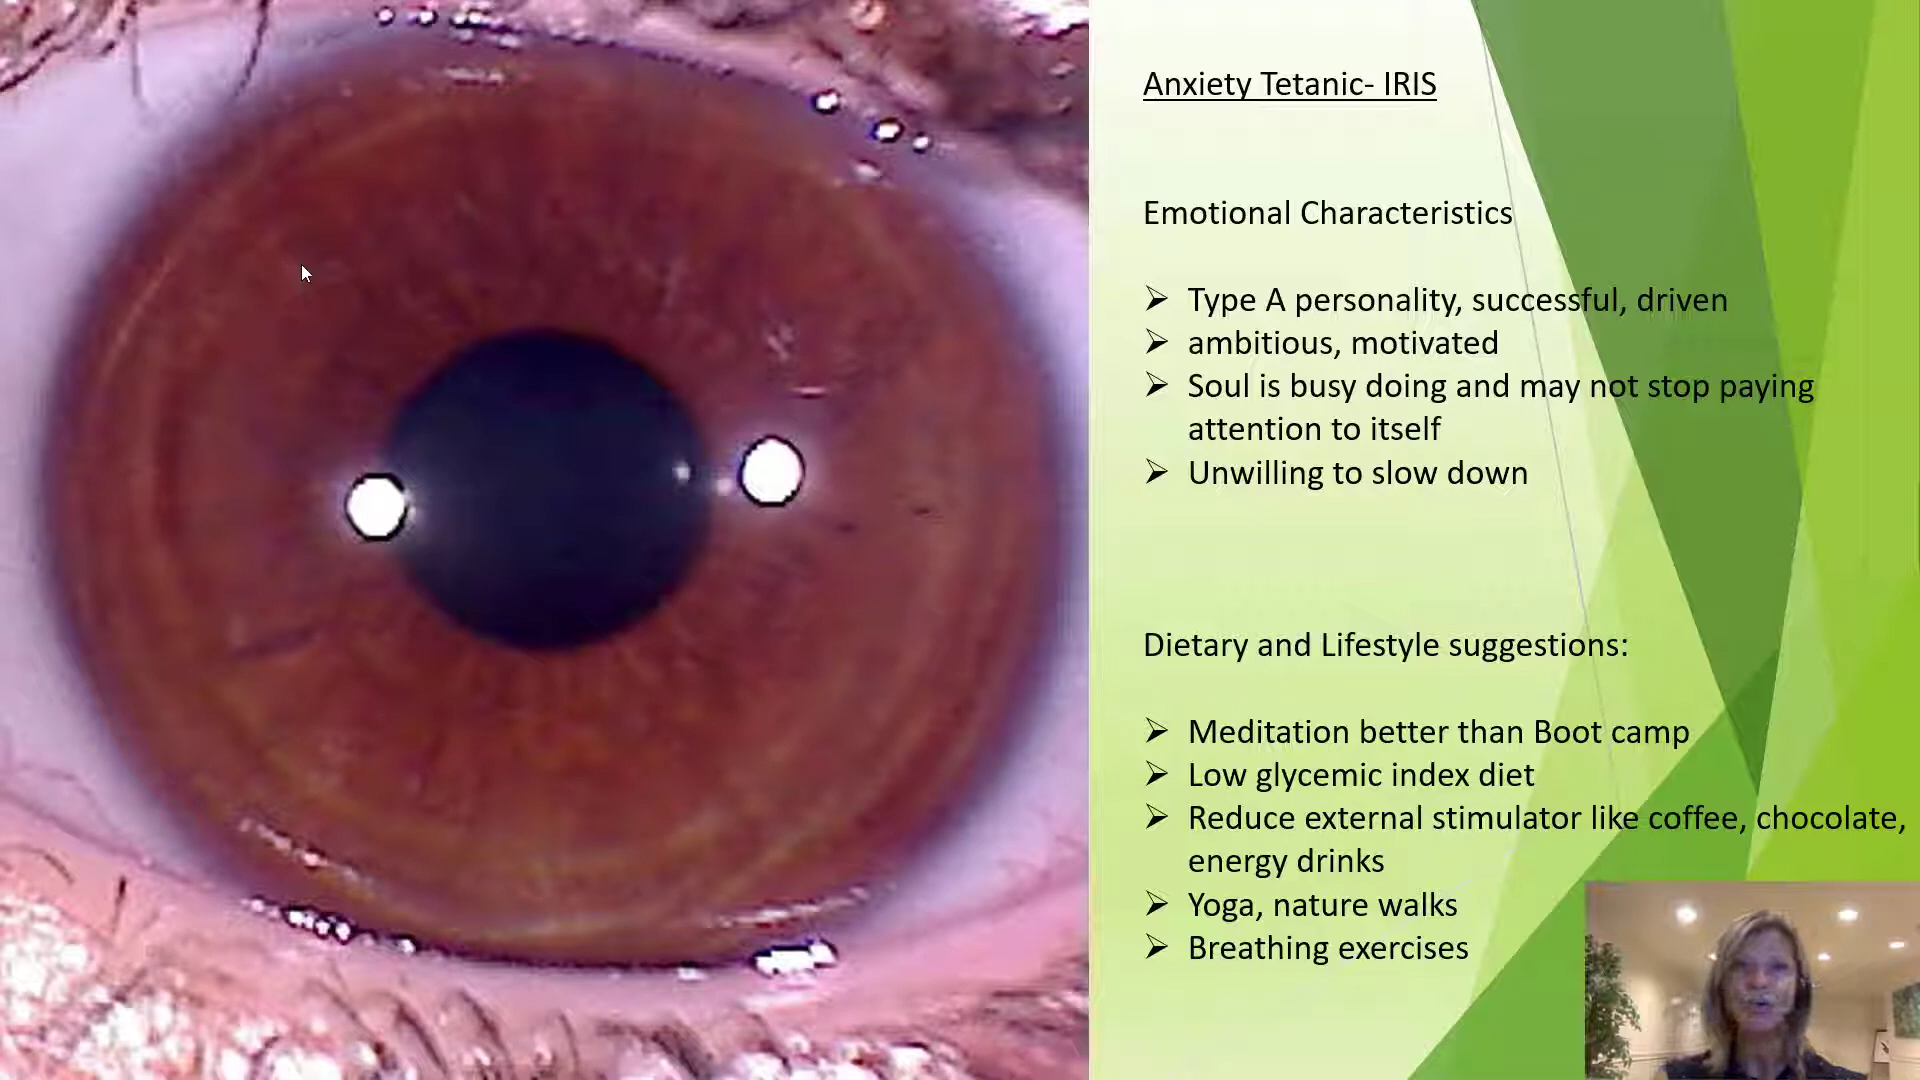 Anxiety Tetanic- IRIS
Emotional Characteristics
Type A personality, successful, driven
ambitious, motivated
Soul is busy doing and may not stop paying
attention to itself
Unwilling to slow down
Dietary and Lifestyle suggestions:
Meditation better than Boot camp
Low glycemic index diet
Reduce external stimulator like coffee, chocolate,
energy drinks
Yoga, nature walks
Breathing exercises